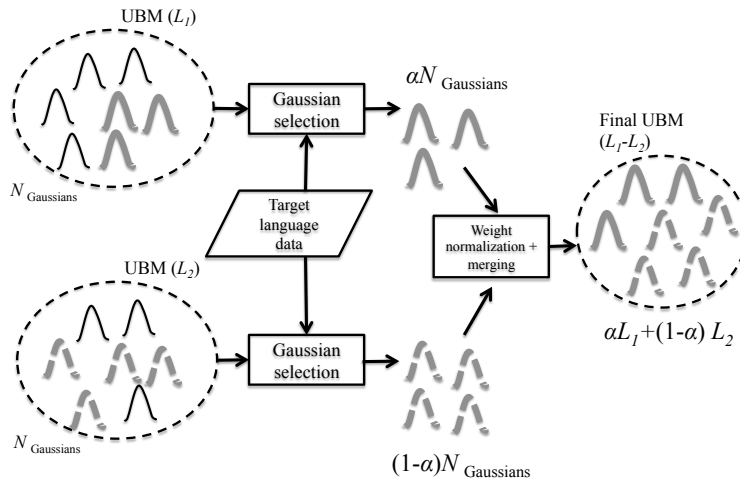 UBM (L₁)
N Gaussians
Gaussian
selection
αN Gaussians
Target
language
data
UBM (L₂)
N Gaussians
Gaussian
selection
(1-α)N Gaussians
Weight
normalization +
merging
Final UBM
(L₁-L₂)
αL₁+(1-α) L₂